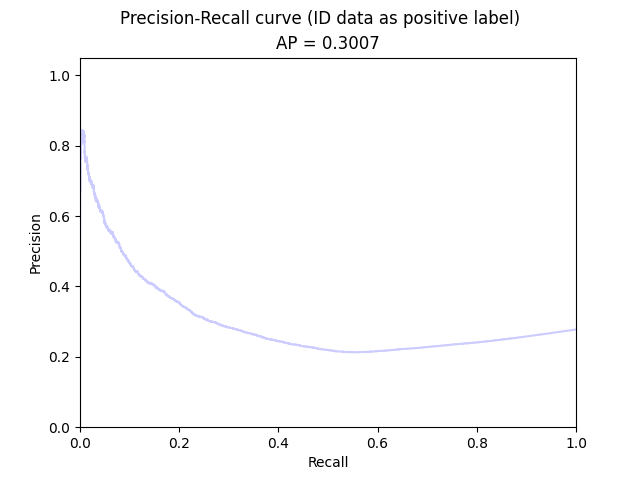 Precision-Recall curve (ID data as positive label)
AP = 0.3007
1.0
0.8
0.6
0.4
0.2
0.0
Precision
0.0 0.2 0.4 0.6 0.8 1.0
Recall